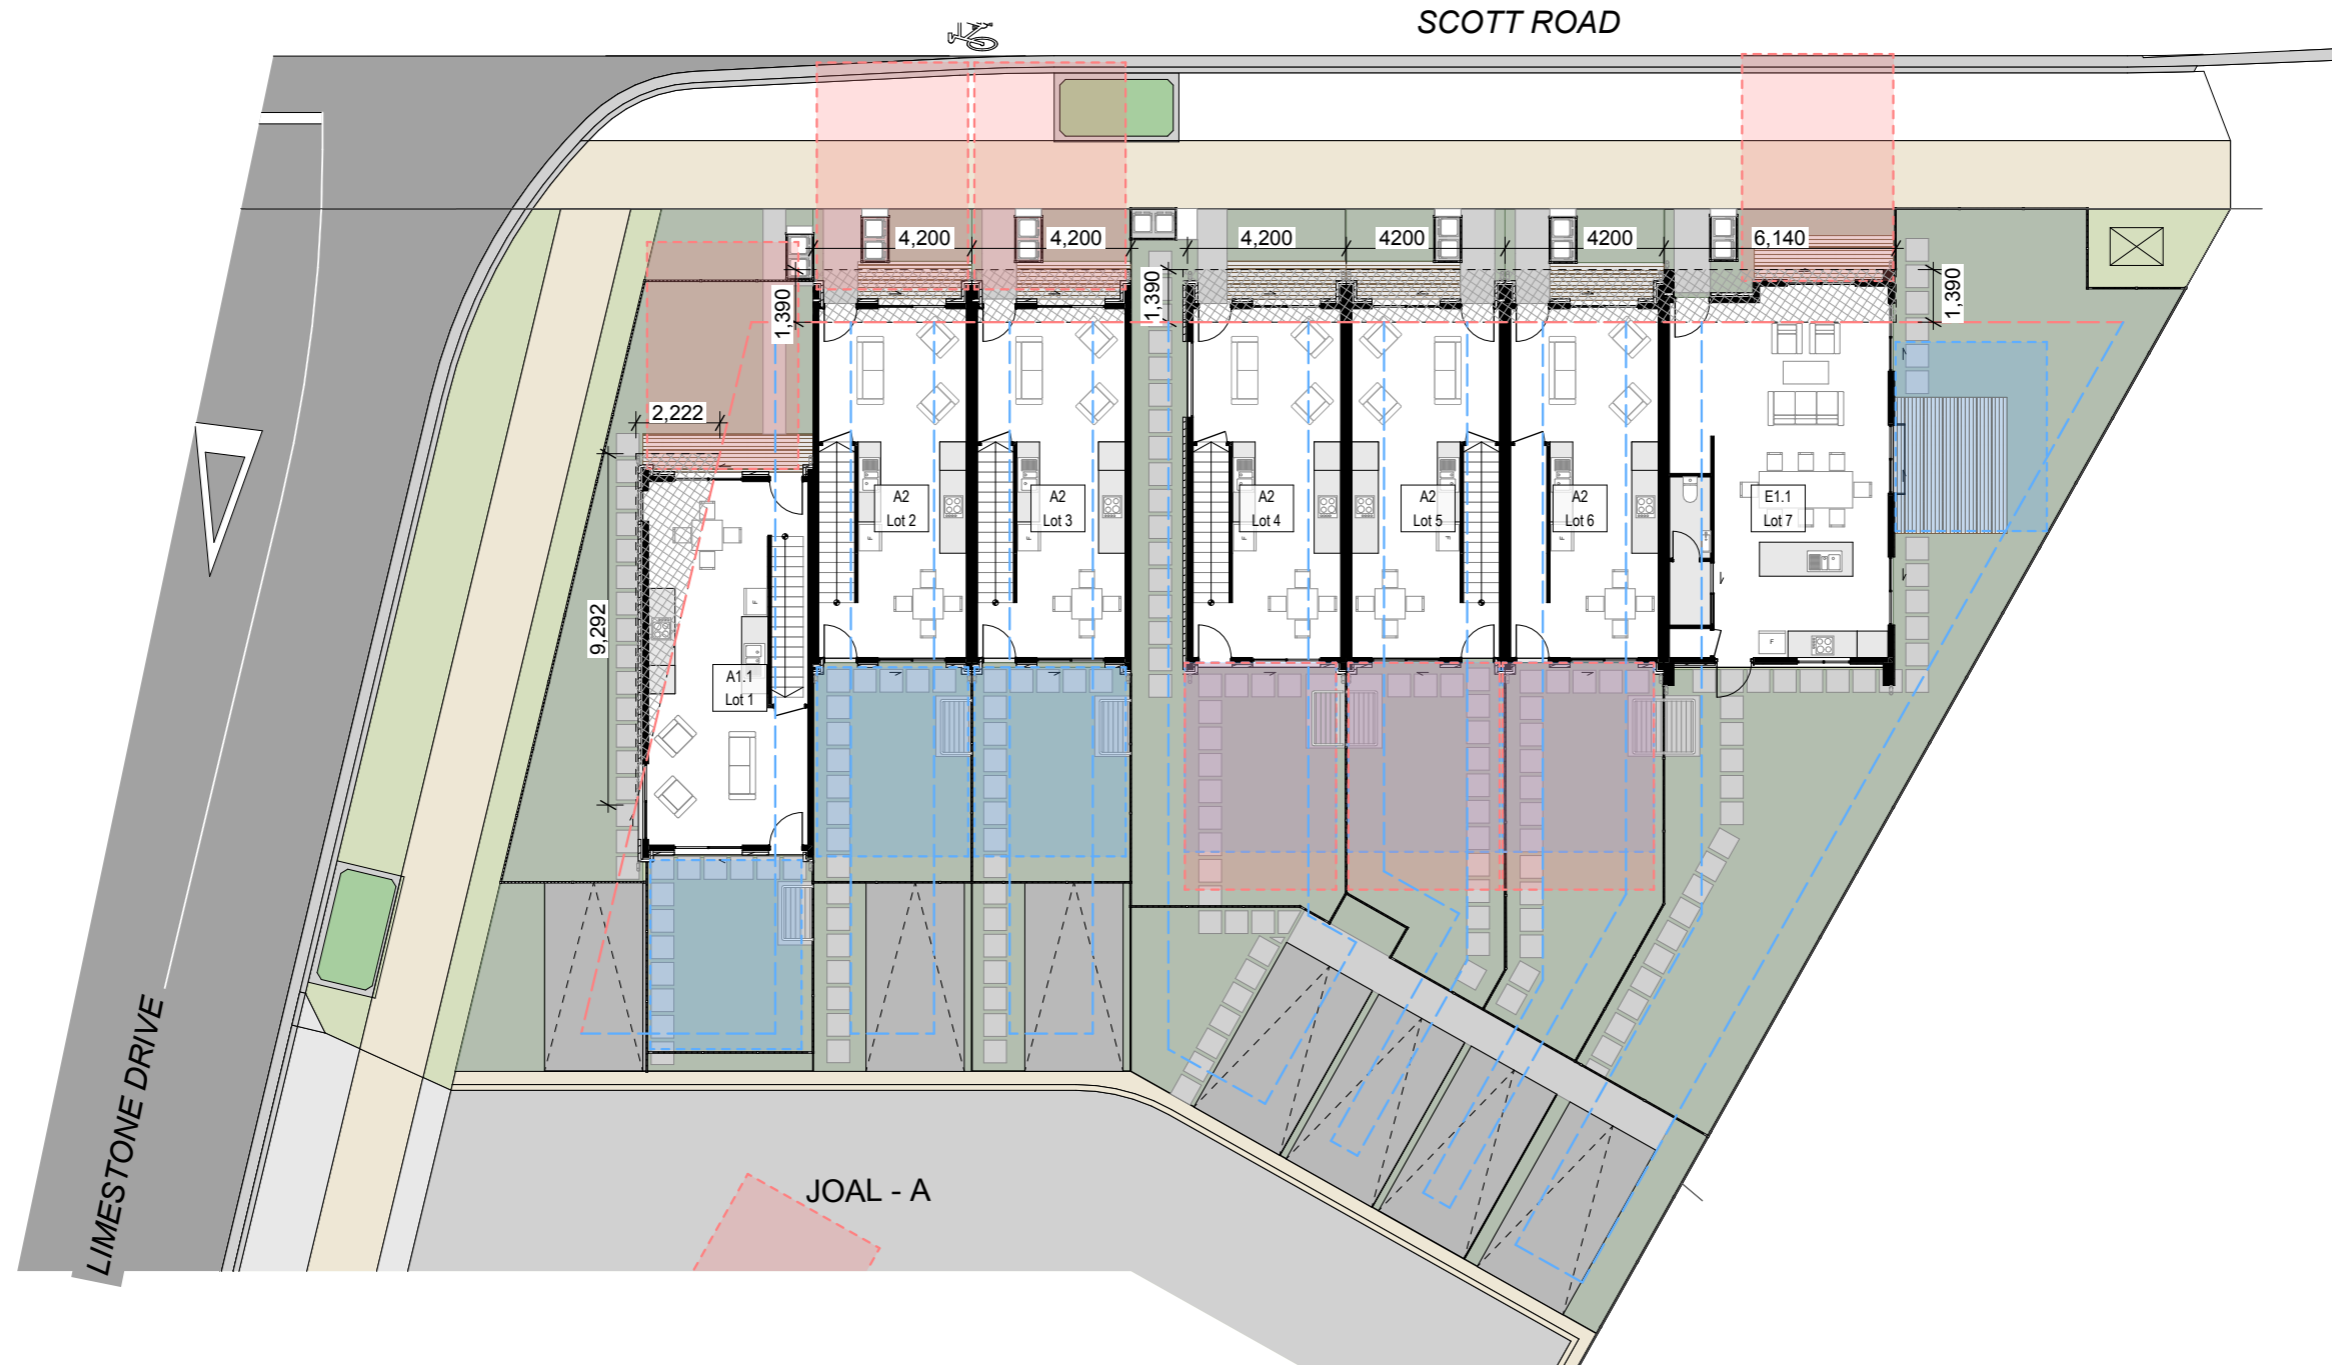 SCOTT ROAD
4,200
4,200
4,200
4200
4200
6,140
1,390
1,390
1,390
2,222
9,292
A2
Lot 2
A2
Lot 3
A2
Lot 4
A2
Lot 5
A2
Lot 6
E1.1
Lot 7
A1.1
Lot 1
F
F
F
F
F
F
F
LIMESTONE DRIVE
JOAL - A